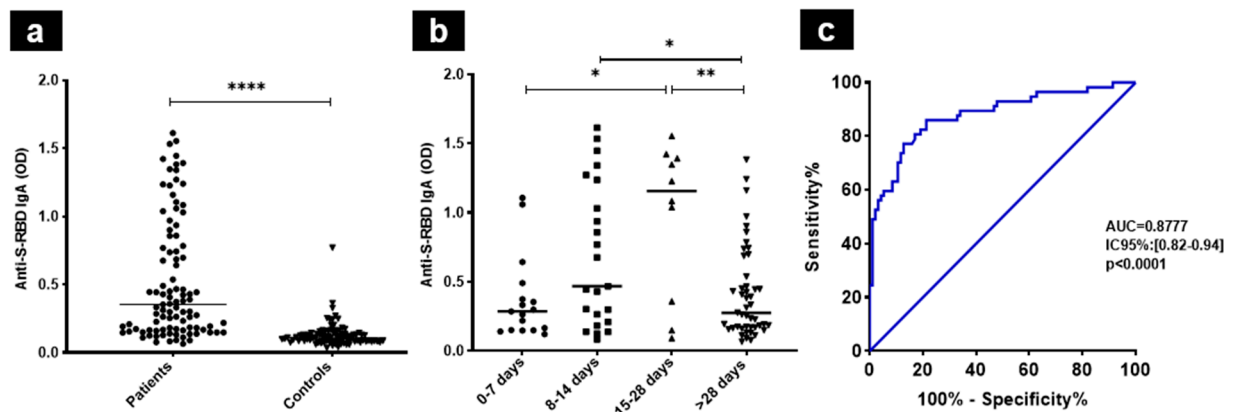 a
b
c
****
*
*
**
2.0
1.5
1.0
0.5
0.0
Anti-S-RBD IgA (OD)
Patients
Controls
2.0
1.5
1.0
0.5
0.0
Anti-S-RBD IgA (OD)
0-7 days
8-14 days
15-28 days
>28 days
100
80
60
40
20
0
Sensitivity%
AUC=0.8777
IC95%:[0.82-0.94]
p<0.0001
0 20 40 60 80 100
100% - Specificity%